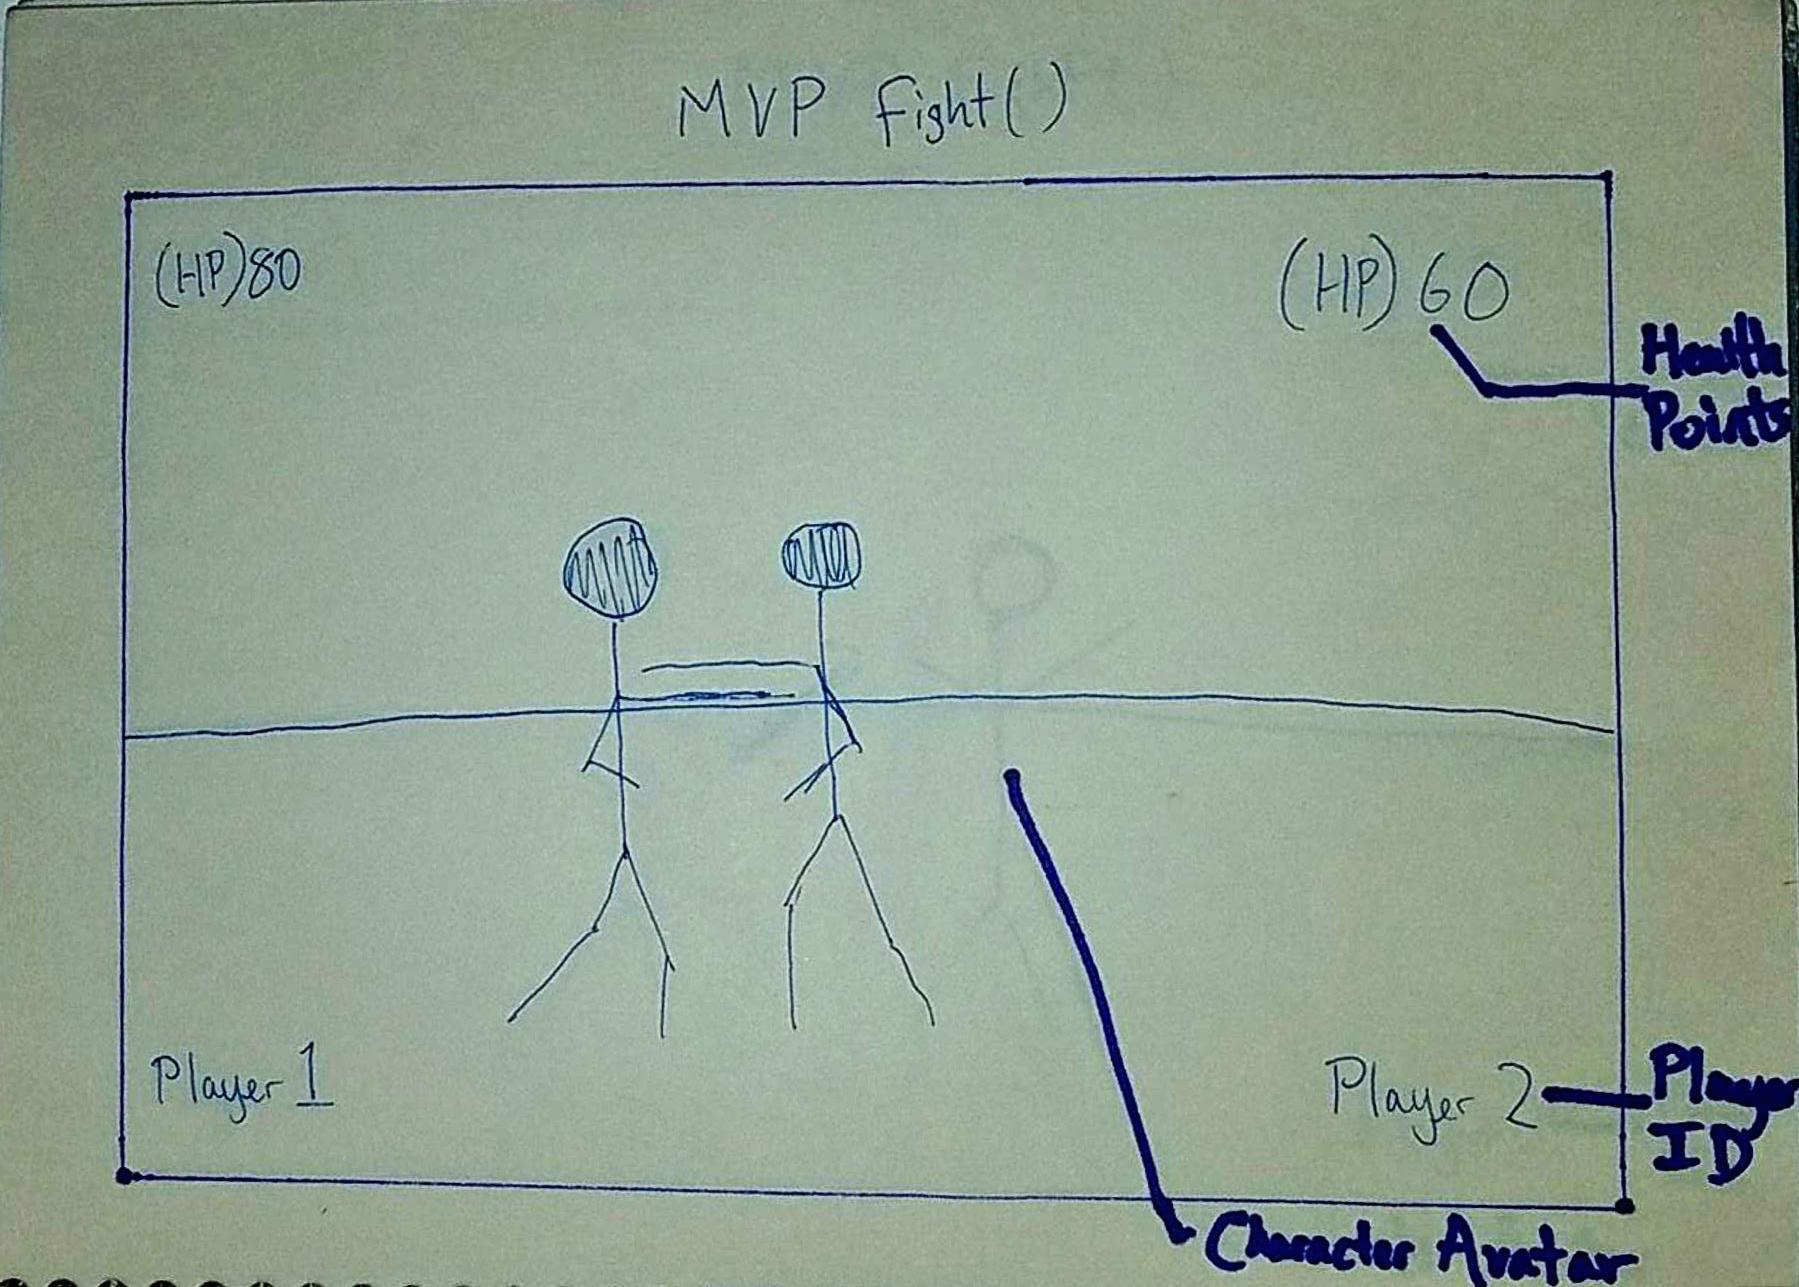 MVP Fight()
(HP)80
(HP) 60
Health
Points
Player 1
Player 2
Player
ID
Character Avatar